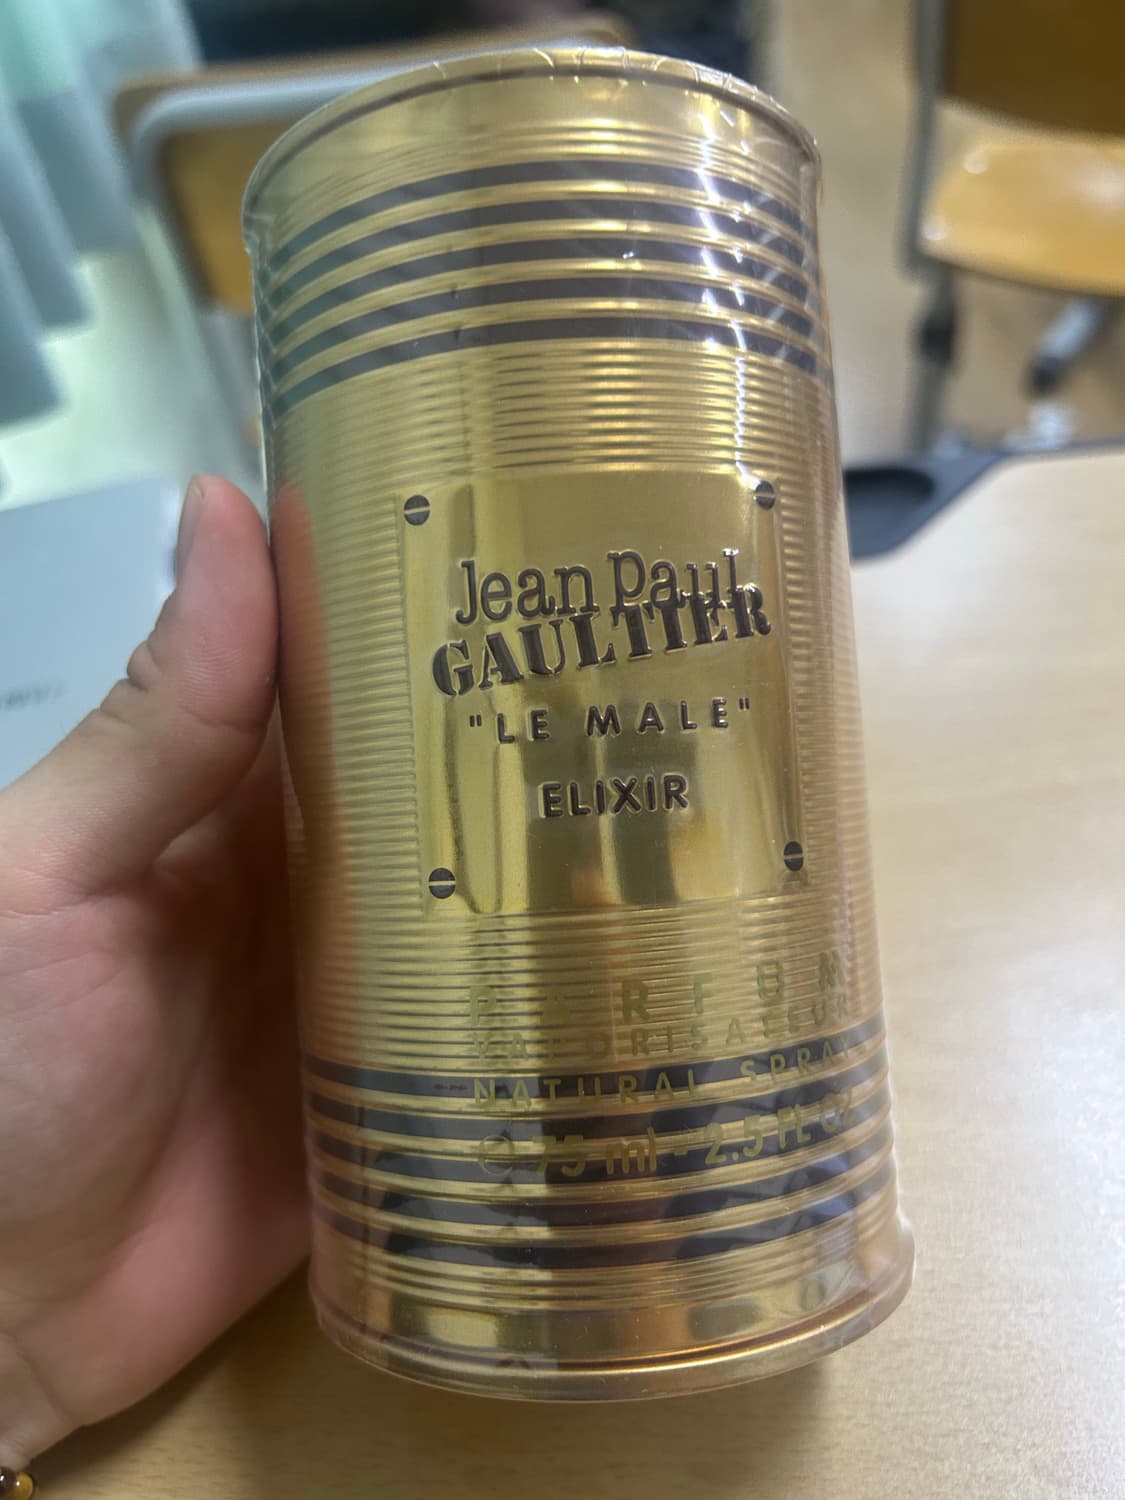 Jean Paul
GAULTIER
"LE MALE"
ELIXIR
PARFUM
VAPORISATEUR
NATURAL SPRAY
℮ 75 ml - 2.5 FL OZ